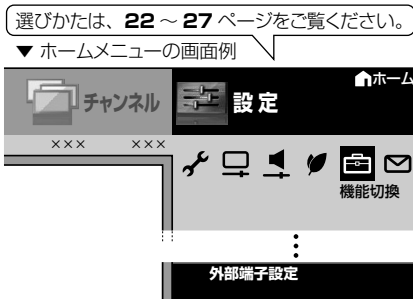 選びかたは、22～27ページをご覧ください。
▼ ホームメニューの画面例
ホーム
チャンネル
設定
××× ×××
機能切換
外部端子設定